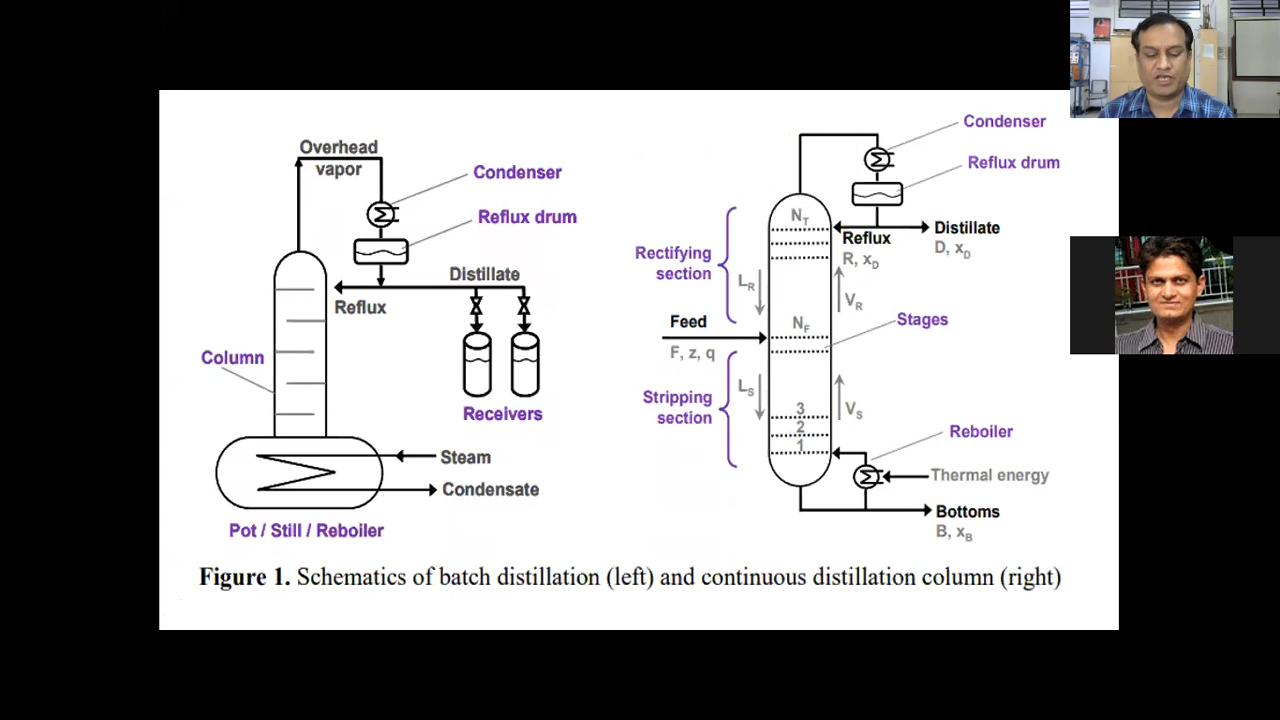 Overhead
vapor
Condenser
Reflux drum
Distillate
Reflux
Column
Receivers
Steam
Condensate
Pot / Still / Reboiler
Condenser
Reflux drum
N_T
Reflux
R, x_D
Distillate
D, x_D
Rectifying
section
L_R
V_R
Feed
F, z, q
N_F
Stages
Stripping
section
L_S
V_S
3
2
1
Reboiler
Thermal energy
Bottoms
B, x_B
Figure 1. Schematics of batch distillation (left) and continuous distillation column (right)